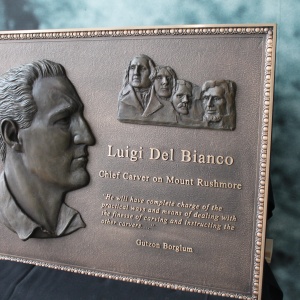 Luigi Del Bianco
Chief Carver on Mount Rushmore
"He will have complete charge of the
practical ways and means of dealing with
the finesse of carving and instructing the
other carvers....."
Gutzon Borglum